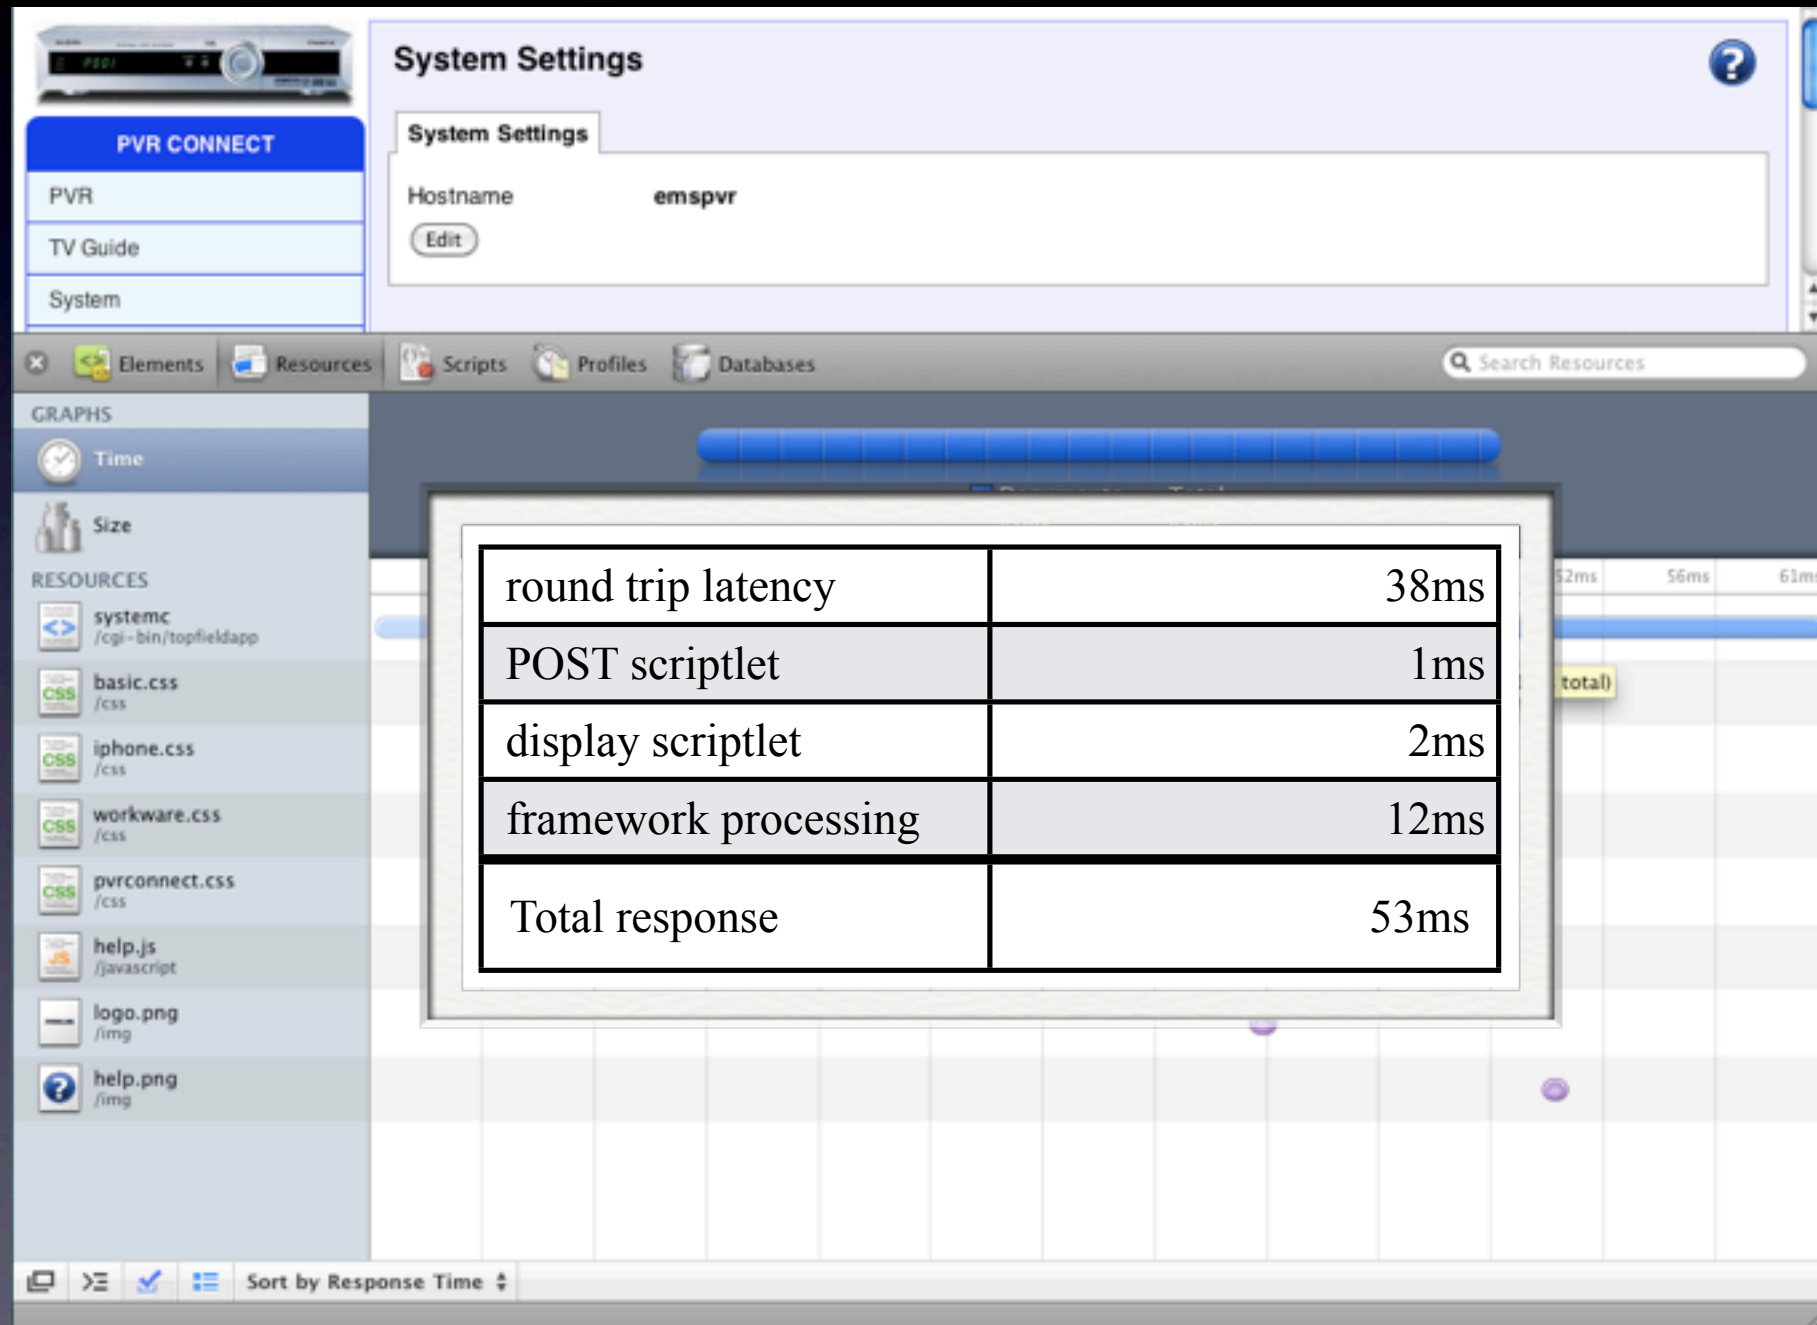 P001
System Settings
PVR CONNECT
System Settings
PVR
Hostname emspvr
TV Guide
Edit
System
Elements Resources Scripts Profiles Databases Search Resources
GRAPHS
Time
Size
RESOURCES
52ms 56ms 61ms
systemc
/cgi-bin/topfieldapp
basic.css
/css
total)
iphone.css
/css
workware.css
/css
pvrconnect.css
/css
help.js
/javascript
logo.png
/img
help.png
/img
round trip latency 38ms
POST scriptlet 1ms
display scriptlet 2ms
framework processing 12ms
Total response 53ms
Sort by Response Time